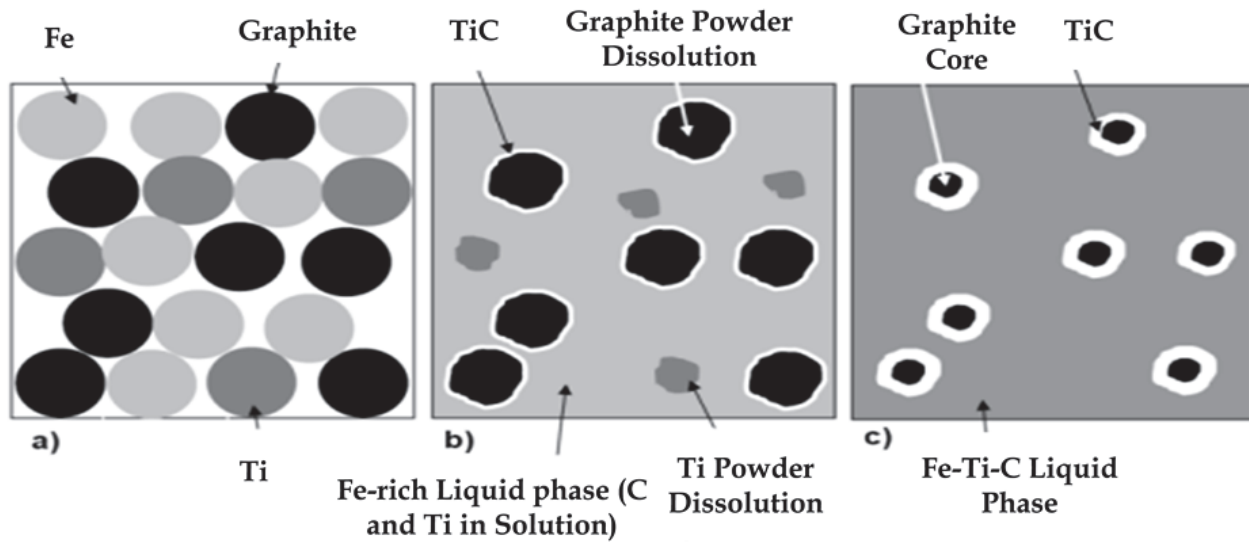 Fe
Graphite
TiC
Graphite Powder
Dissolution
Graphite
Core
TiC
a)
b)
c)
Ti
Fe-rich Liquid phase (C
and Ti in Solution)
Ti Powder
Dissolution
Fe-Ti-C Liquid
Phase